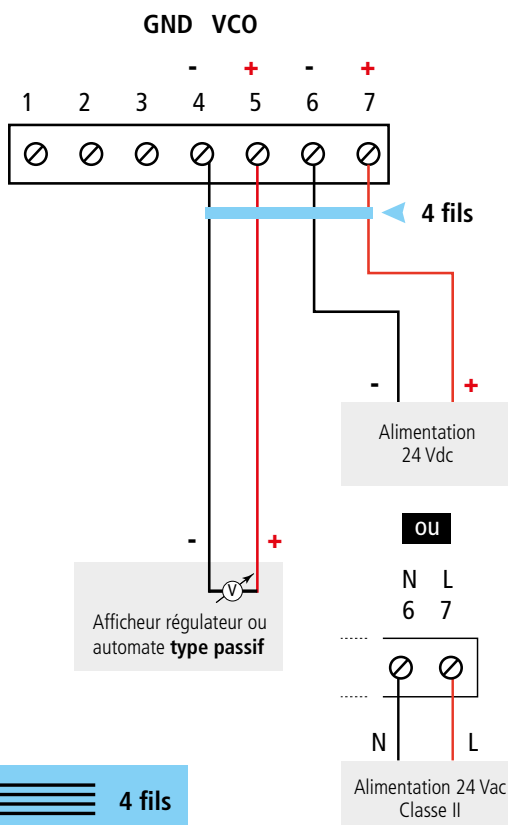 GND VCO
- + - +
1 2 3 4 5 6 7
4 fils
- +
Alimentation
24 Vdc
ou
- +
V
Afficheur régulateur ou
automate type passif
N L
6 7
N L
Alimentation 24 Vac
Classe II
4 fils